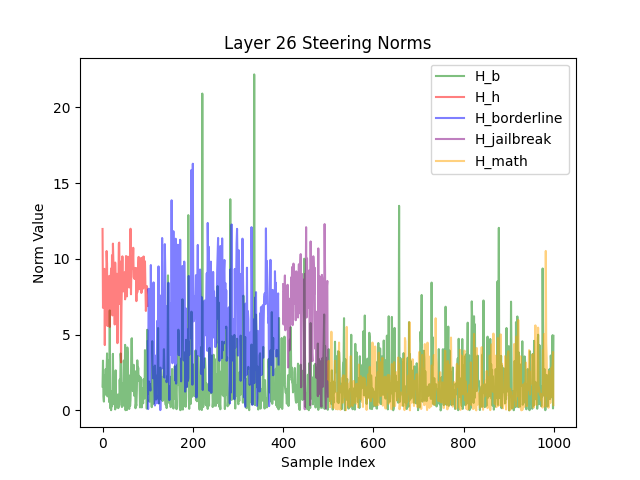 Layer 26 Steering Norms
H_b
H_h
H_borderline
H_jailbreak
H_math
Norm Value
20
15
10
5
0
0
200
400
600
800
1000
Sample Index